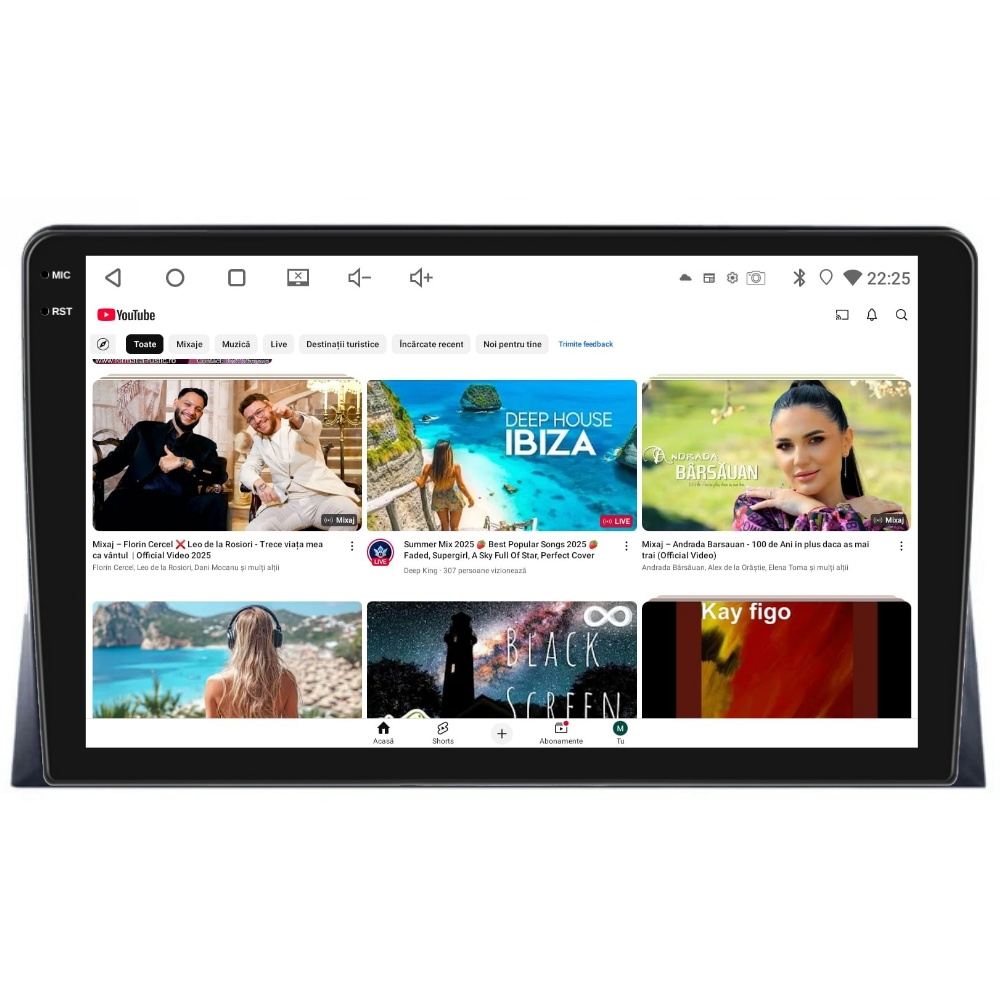 MIC
RST
22:25
YouTube
Toate
Mixaje
Muzică
Live
Destinații turistice
Încărcate recent
Noi pentru tine
Trimite feedback
Mixaj
DEEP HOUSE
IBIZA
LIVE
ANDRADA
BÂRSĂUAN
Mixaj
Mixaj – Florin Cercel ❌ Leo de la Rosiori - Trece viața mea
ca vântul | Official Video 2025
Florin Cercel, Leo de la Rosiori, Dani Mocanu și mulți alții
LIVE
Summer Mix 2025 🍓 Best Popular Songs 2025 🍓
Faded, Supergirl, A Sky Full Of Star, Perfect Cover
Deep King · 307 persoane vizionează
Mixaj – Andrada Barsauan - 100 de Ani in plus daca as mai
trai (Official Video)
Andrada Bârsăuan, Alex de la Orăștie, Elena Toma și mulți alții
BLACK
SCREEN
Kay figo
Acasă
Shorts
Abonamente
M
Tu